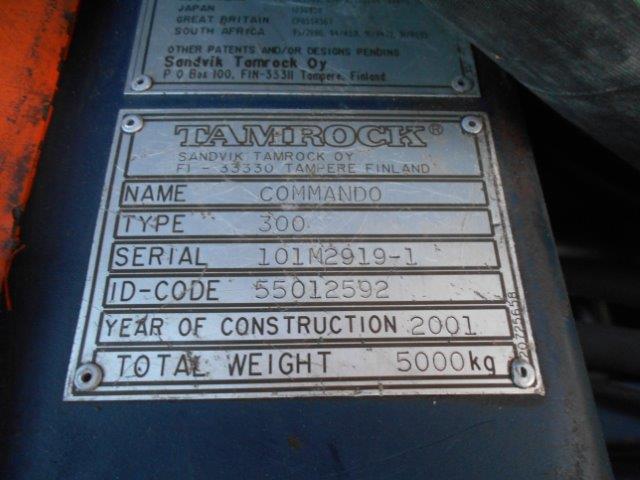 JAPAN
GREAT BRITAIN
SOUTH AFRICA
OTHER PATENTS AND/OR DESIGNS PENDING
Sandvik Tamrock Oy
P O Box 100, FIN-33311 Tampere, Finland
TAMROCK®
SANDVIK TAMROCK OY
FI - 33330 TAMPERE FINLAND
NAME COMMANDO
TYPE 300
SERIAL 101M2919-1
ID-CODE 55012592
YEAR OF CONSTRUCTION 2001
TOTAL WEIGHT 5000kg